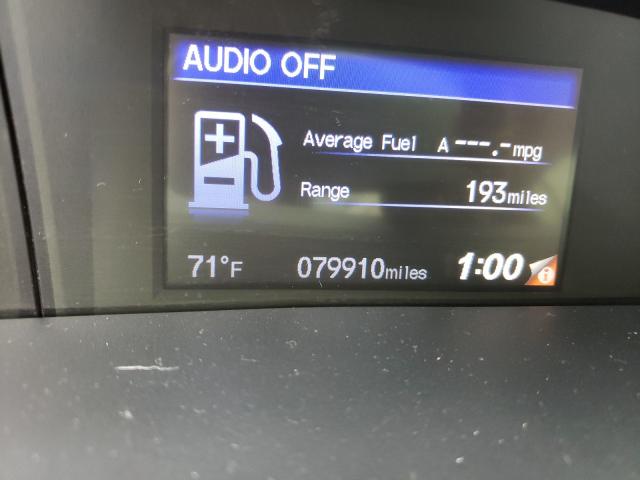 AUDIO OFF
Average Fuel A ---.- mpg
Range 193 miles
71°F 079910 miles 1:00 i